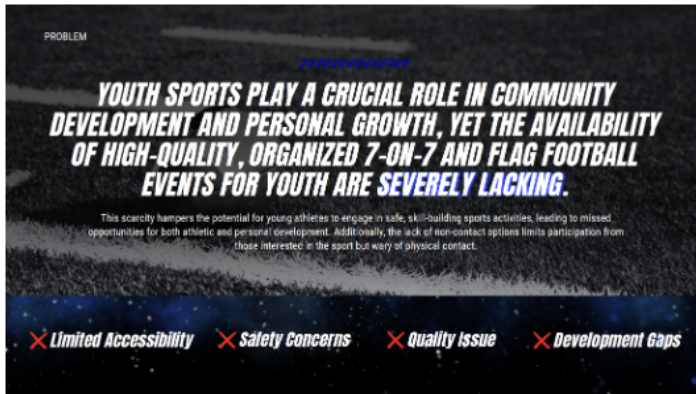 PROBLEM
YOUTH SPORTS PLAY A CRUCIAL ROLE IN COMMUNITY
DEVELOPMENT AND PERSONAL GROWTH, YET THE AVAILABILITY
OF HIGH-QUALITY, ORGANIZED 7-ON-7 AND FLAG FOOTBALL
EVENTS FOR YOUTH ARE SEVERELY LACKING.
This scarcity hampers the potential for young athletes to engage in safe, skill-building sports activities, leading to missed
opportunities for both athletic and personal development. Additionally, the lack of non-contact options limits participation from
those interested in the sport but wary of physical contact.
Limited Accessibility
Safety Concerns
Quality Issue
Development Gaps